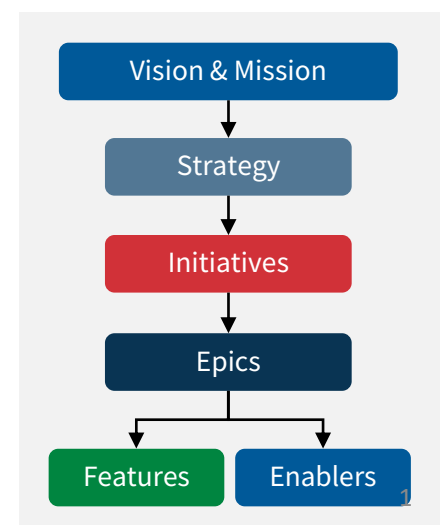 Vision & Mission
Strategy
Initiatives
Epics
Features
Enablers
1